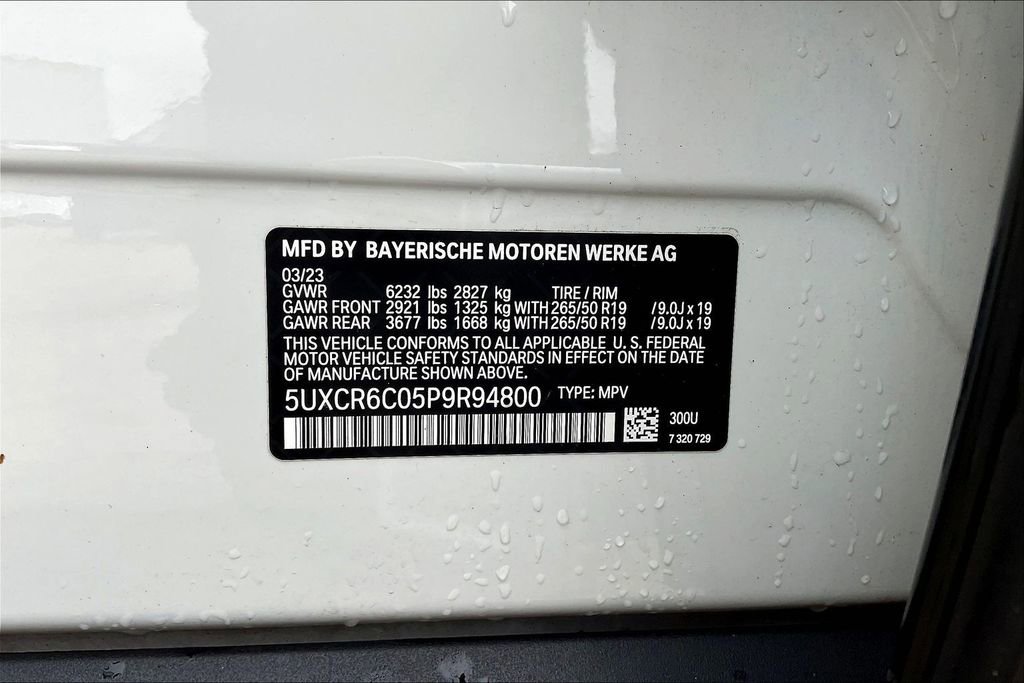 MFD BY BAYERISCHE MOTOREN WERKE AG
03/23
GVWR 6232 lbs 2827 kg TIRE / RIM
GAWR FRONT 2921 lbs 1325 kg WITH 265/50 R19 / 9.0J x 19
GAWR REAR 3677 lbs 1668 kg WITH 265/50 R19 / 9.0J x 19
THIS VEHICLE CONFORMS TO ALL APPLICABLE U. S. FEDERAL
MOTOR VEHICLE SAFETY STANDARDS IN EFFECT ON THE DATE
OF MANUFACTURE SHOWN ABOVE.
5UXCR6C05P9R94800 TYPE: MPV
300U
7 320 729